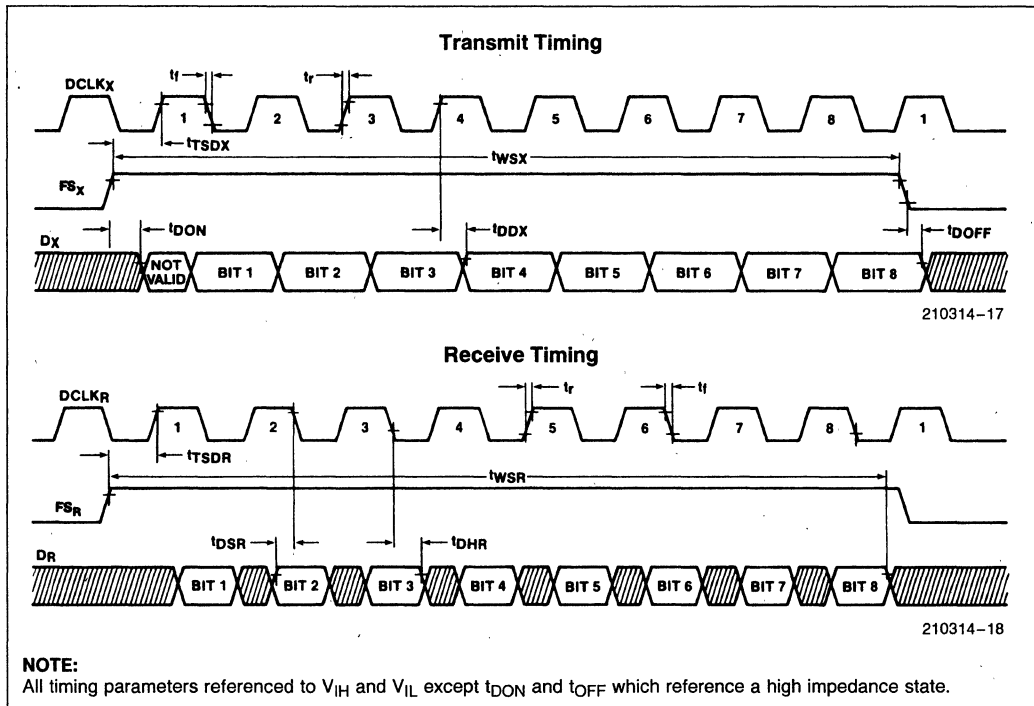 Transmit Timing
tf
tr
DCLKX
1 2 3 4 5 6 7 8 1
tTSDX
tWSX
FSX
tDON
tDDX
tDOFF
DX
NOT VALID BIT 1 BIT 2 BIT 3 BIT 4 BIT 5 BIT 6 BIT 7 BIT 8
210314-17
Receive Timing
DCLKR
tr
tf
1 2 3 4 5 6 7 8 1
tTSDR
tWSR
FSR
tDSR
tDHR
DR
BIT 1 BIT 2 BIT 3 BIT 4 BIT 5 BIT 6 BIT 7 BIT 8
210314-18
NOTE:
All timing parameters referenced to VIH and VIL except tDON and tOFF which reference a high impedance state.